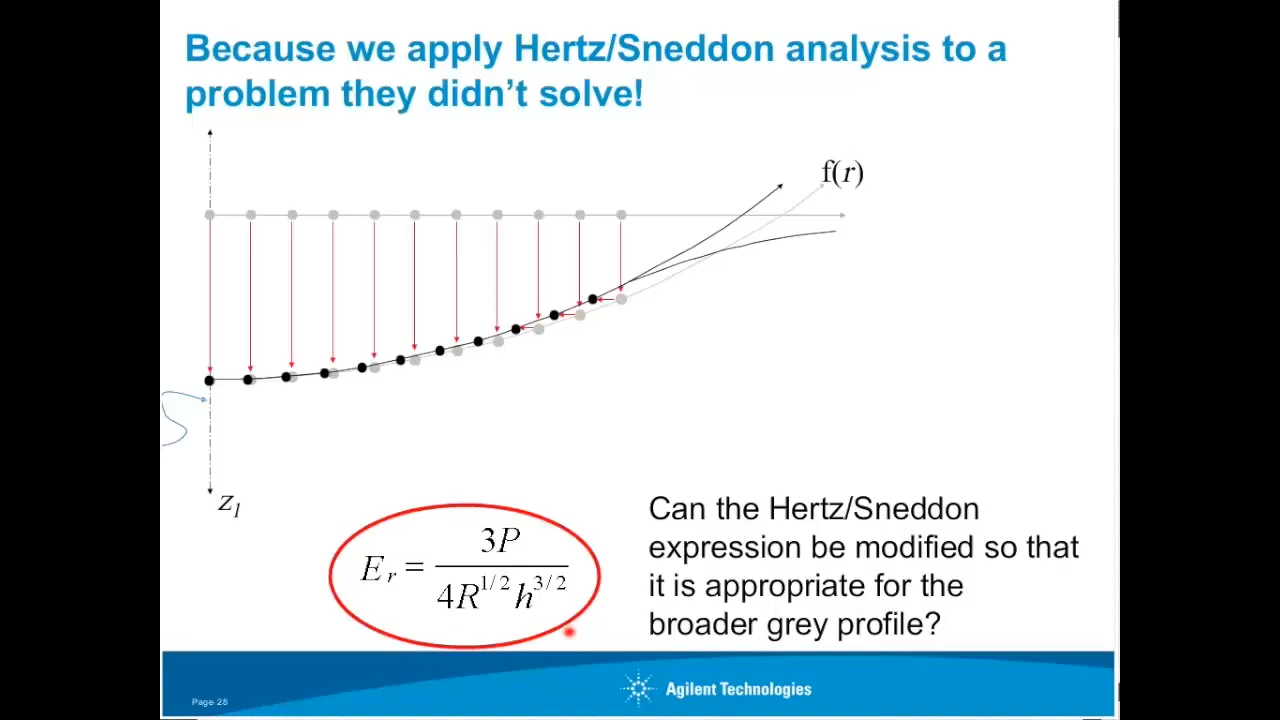 Because we apply Hertz/Sneddon analysis to a
problem they didn't solve!
f(r)
z₁
Eᵣ = 3P / 4R^1/2 h^3/2
Can the Hertz/Sneddon
expression be modified so that
it is appropriate for the
broader grey profile?
Page 28
Agilent Technologies